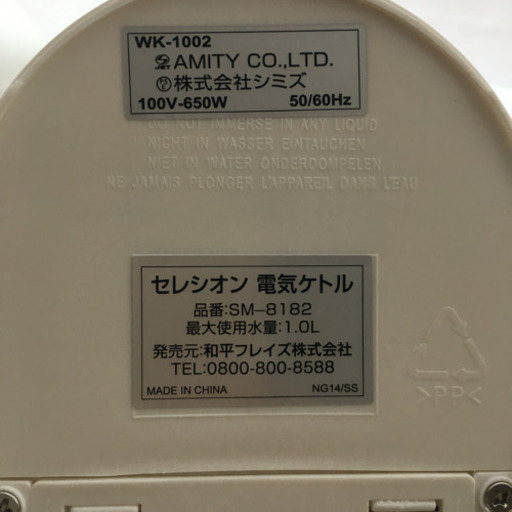 WK-1002
AMITY CO.,LTD.
株式会社シミズ
100V-650W 50/60Hz
DO NOT IMMERSE IN ANY LIQUID
NICHT IN WASSER EINTAUCHEN
NIET IN WATER ONDERDOMPELEN
NE JAMAIS PLONGER L'APPAREIL DANS L'EAU
セレシオン 電気ケトル
品番:SM-8182
最大使用水量:1.0L
発売元:和平フレイズ株式会社
TEL:0800-800-8588
MADE IN CHINA NG14/SS
>PP<